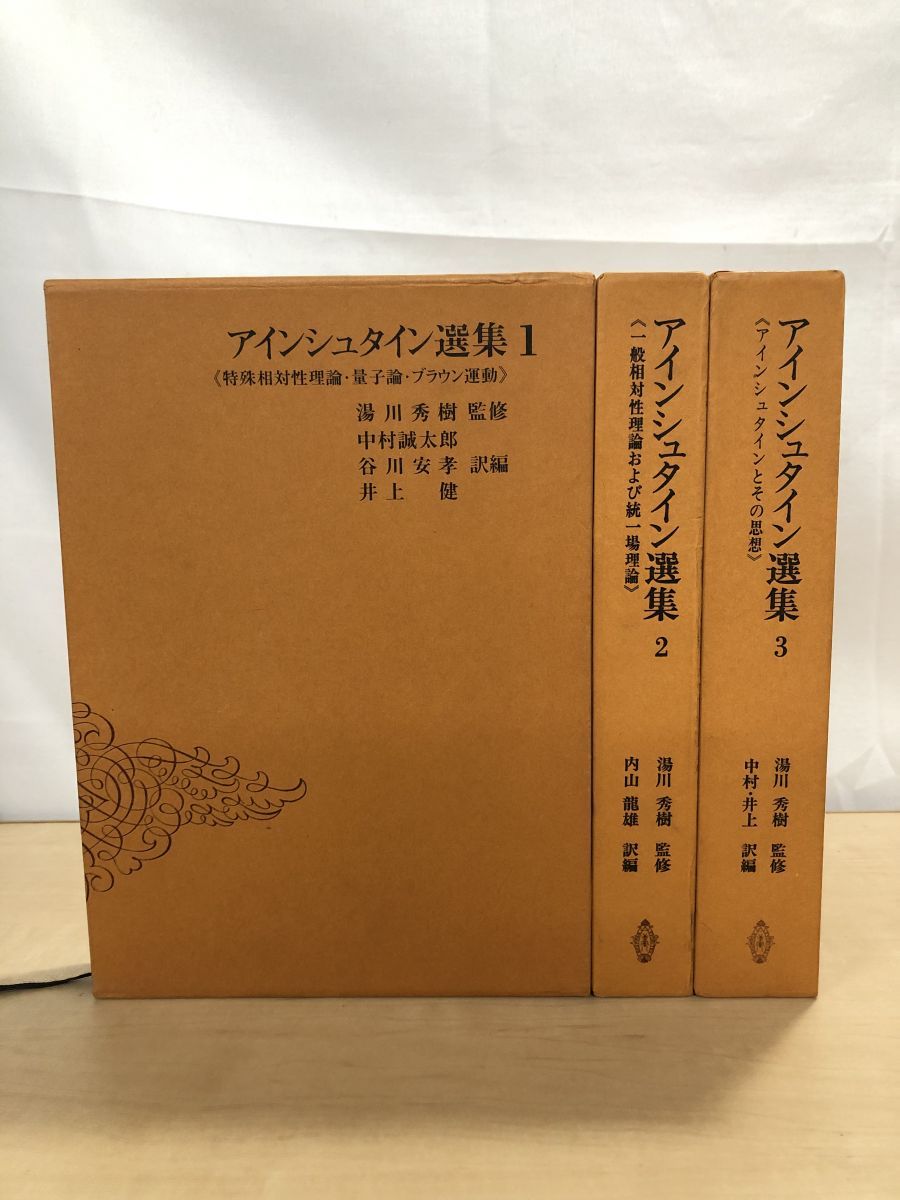 アインシュタイン選集1
《特殊相対性理論・量子論・ブラウン運動》
湯川秀樹 監修
中村誠太郎
谷川安孝 訳編
井上 健
アインシュタイン選集 2
《一般相対性理論および統一場理論》
湯川 秀樹 監修
内山 龍雄 訳編
アインシュタイン選集 3
《アインシュタインとその思想》
湯川 秀樹 監修
中村・井上 訳編